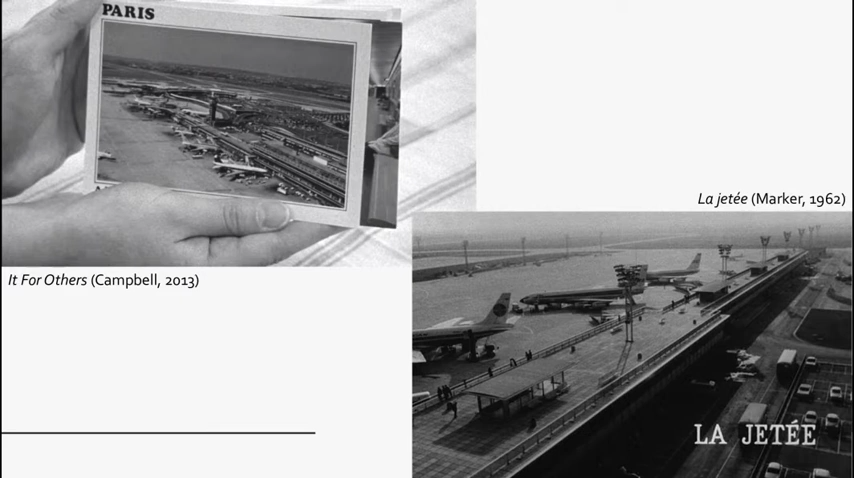 PARIS
La jetée (Marker, 1962)
It For Others (Campbell, 2013)
LA JETÉE